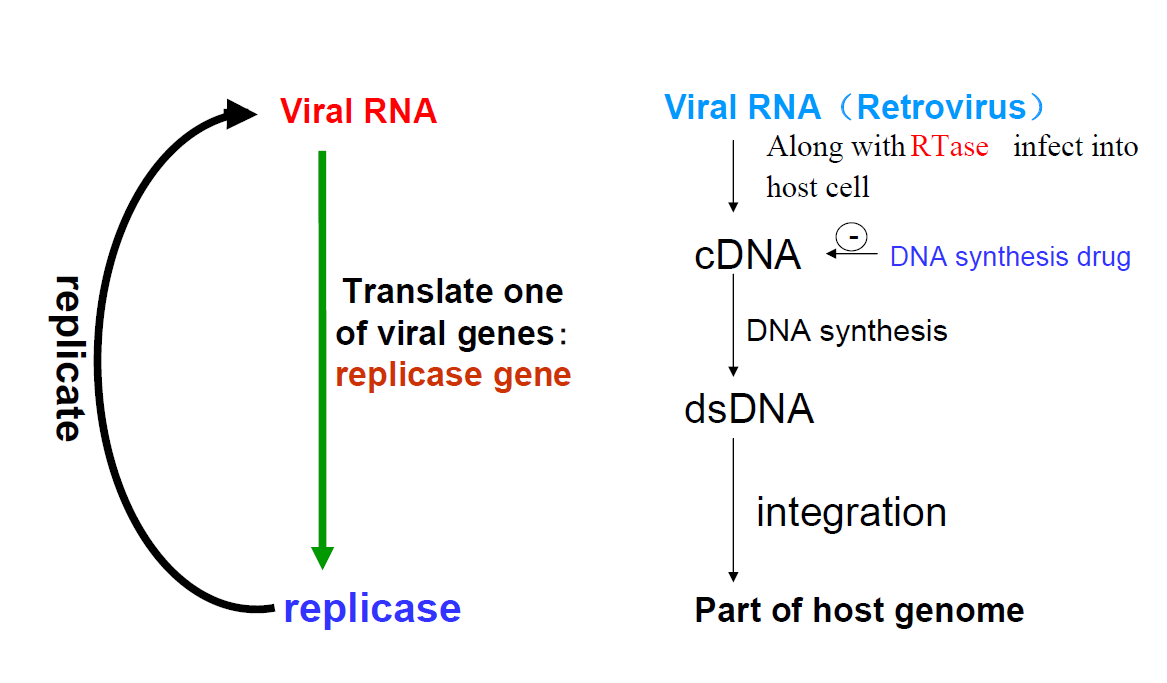 Viral RNA
replicate
Translate one
of viral genes：
replicase gene
replicase
Viral RNA（Retrovirus）
Along with RTase infect into
host cell
cDNA
-
DNA synthesis drug
DNA synthesis
dsDNA
integration
Part of host genome